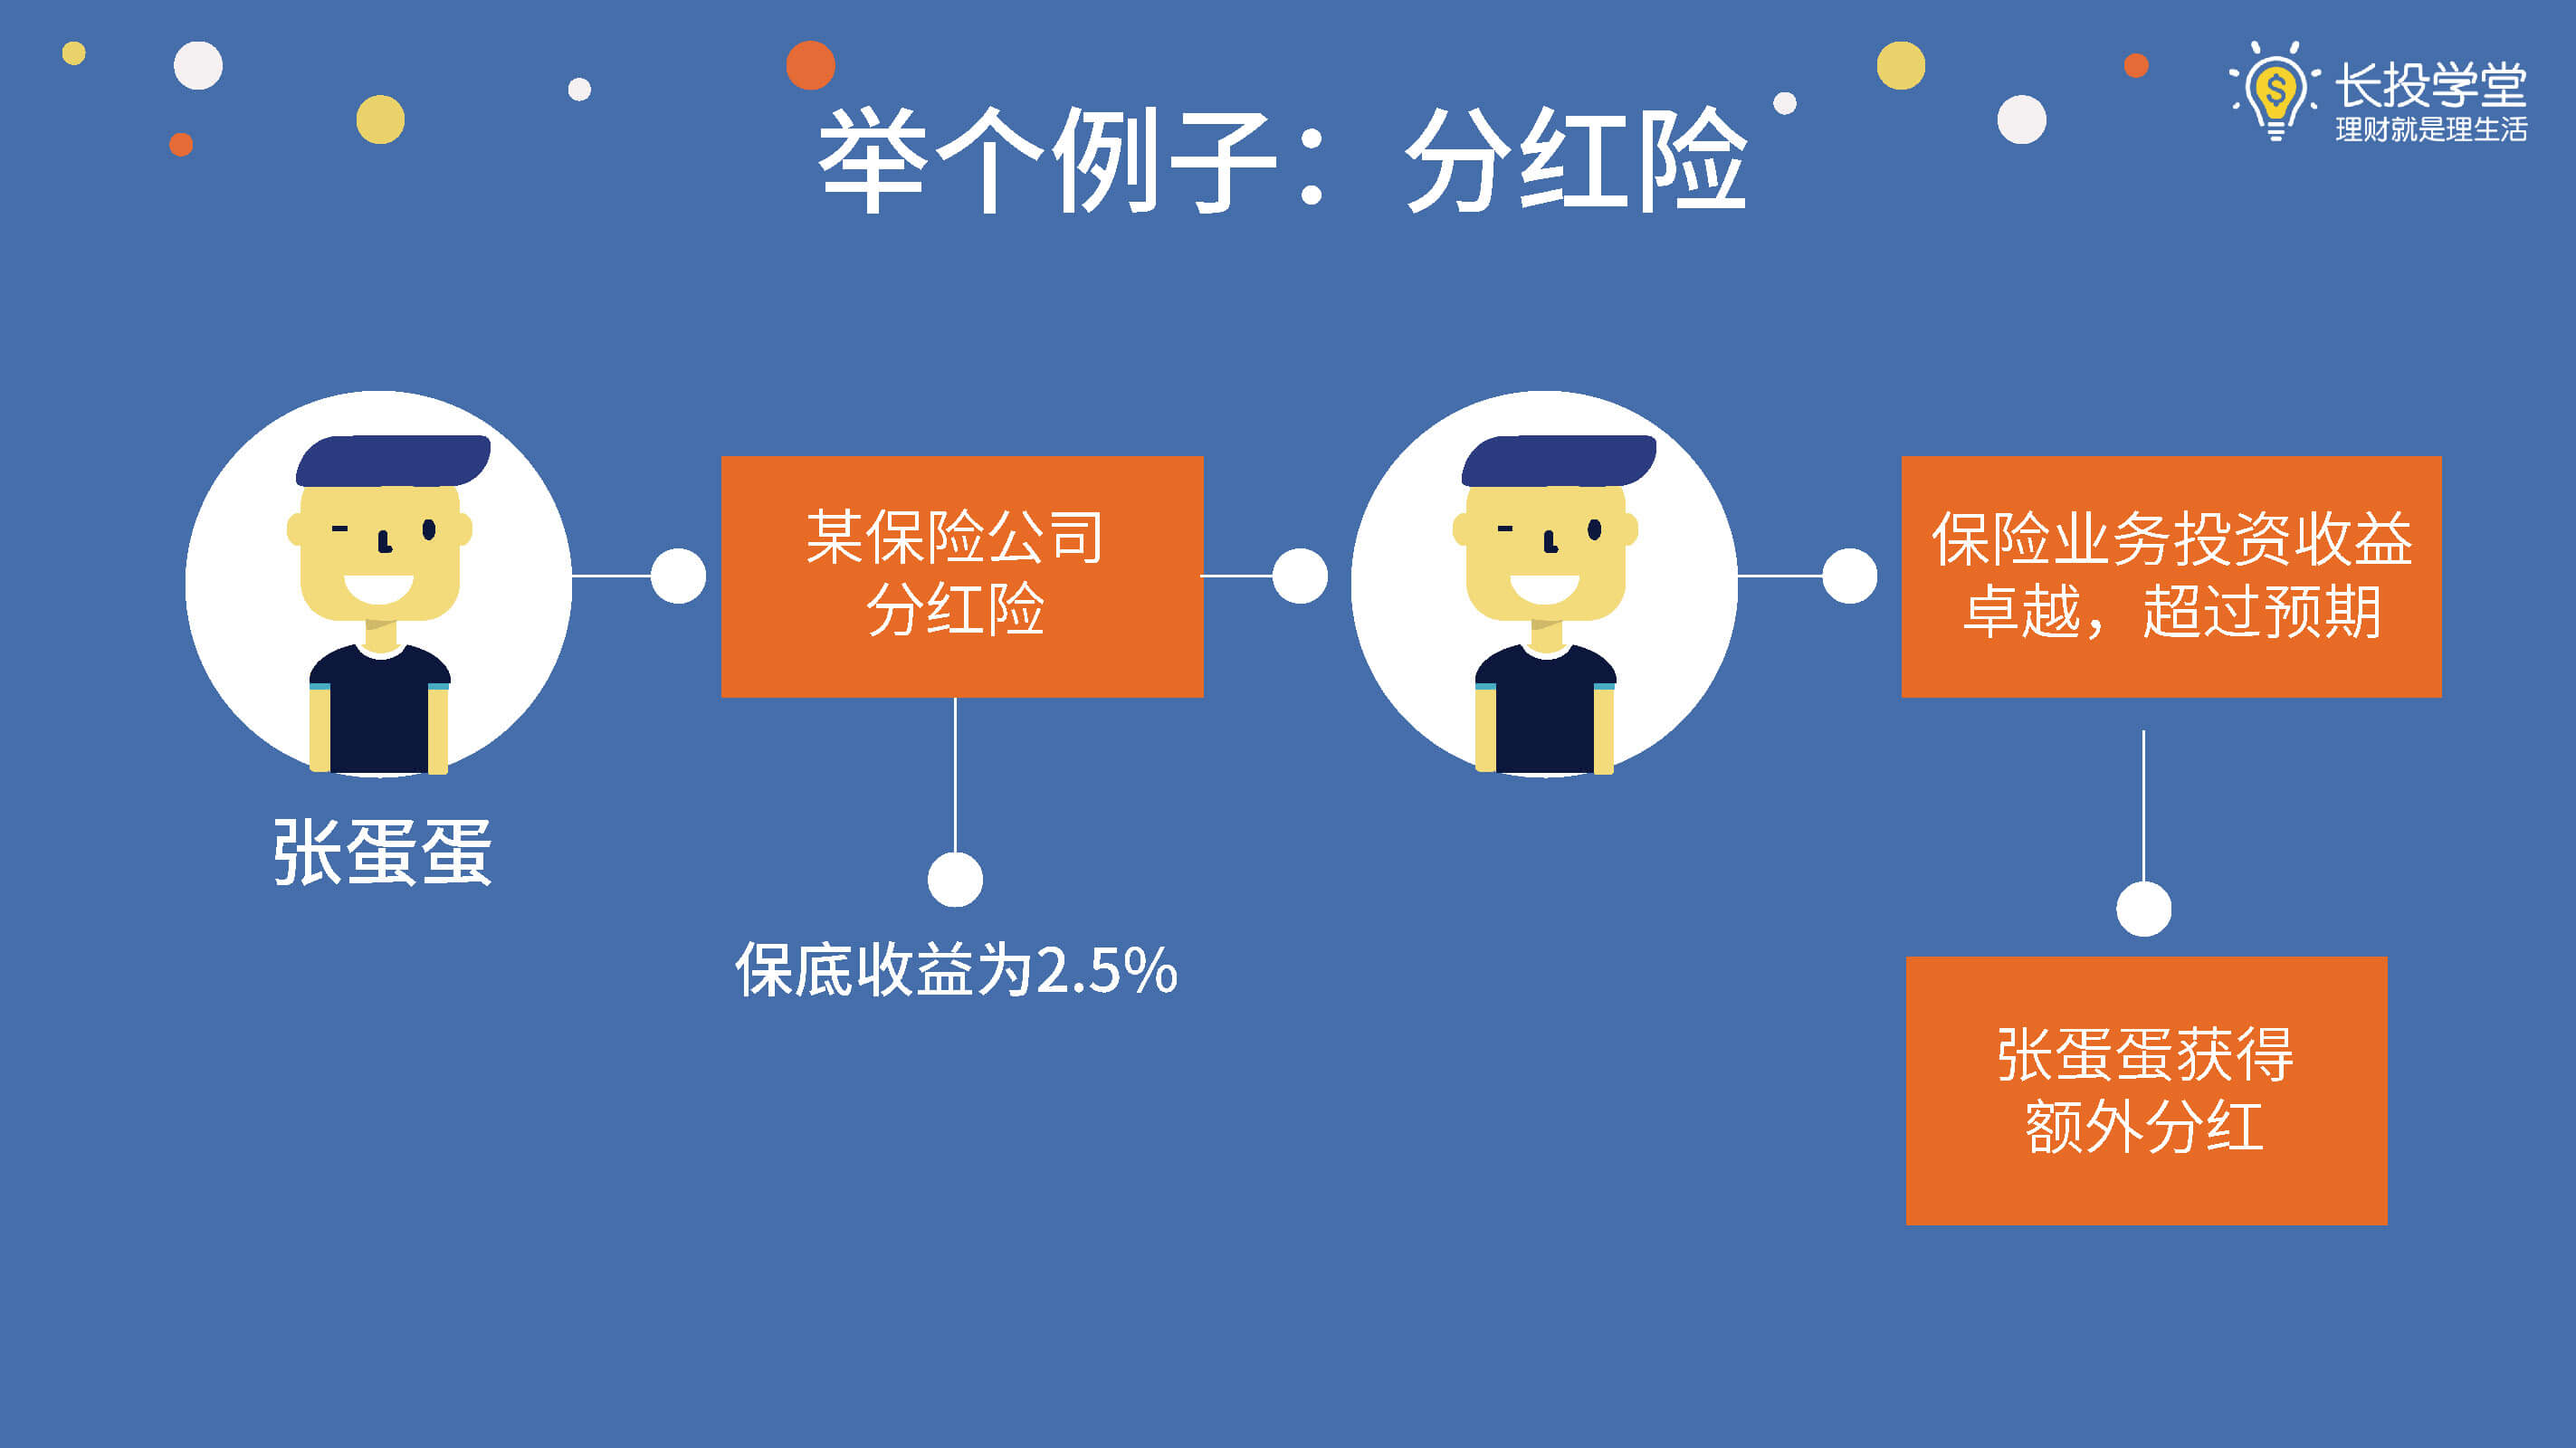 长投学堂
理财就是理生活
举个例子：分红险
某保险公司
分红险
保险业务投资收益
卓越，超过预期
张蛋蛋
保底收益为2.5%
张蛋蛋获得
额外分红